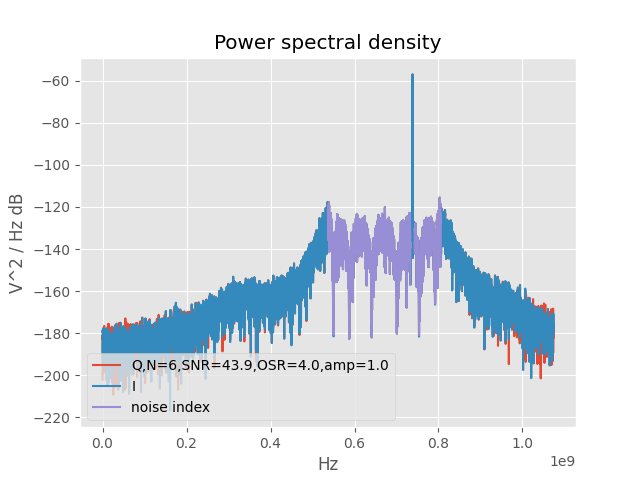 Power spectral density
V^2 / Hz dB
−60
−80
−100
−120
−140
−160
−180
−200
−220
Q,N=6,SNR=43.9,OSR=4.0,amp=1.0
I
noise index
0.0 0.2 0.4 0.6 0.8 1.0
1e9
Hz